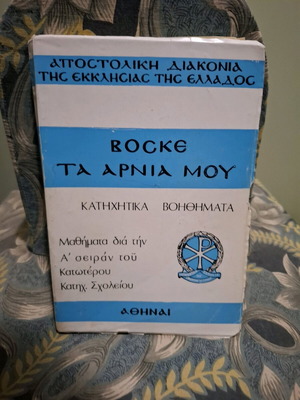 ΑΠΟΣΤΟΛΙΚΗ ΔΙΑΚΟΝΙΑ
ΤΗΣ ΕΚΚΛΗΣΙΑΣ ΤΗΣ ΕΛΛΑΔΟΣ
ΒΟСΚΕ
ΤΑ ΑΡΝΙΑ ΜΟΥ
ΚΑΤΗΧΗΤΙΚΑ ΒΟΗΘΗΜΑΤΑ
Μαθήματα διά τήν
Α' σειράν τοῦ
Κατωτέρου
Κατηχ. Σχολείου
ΑΘΗΝΑΙ